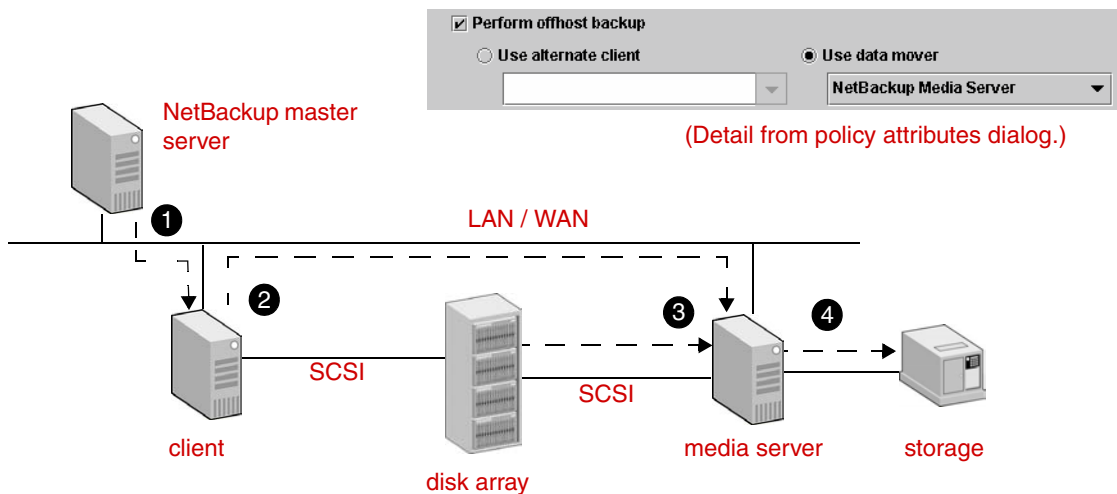 Perform offhost backup
Use alternate client
Use data mover
NetBackup Media Server
(Detail from policy attributes dialog.)
NetBackup master
server
1
LAN / WAN
2
3
4
SCSI
SCSI
client
media server
storage
disk array